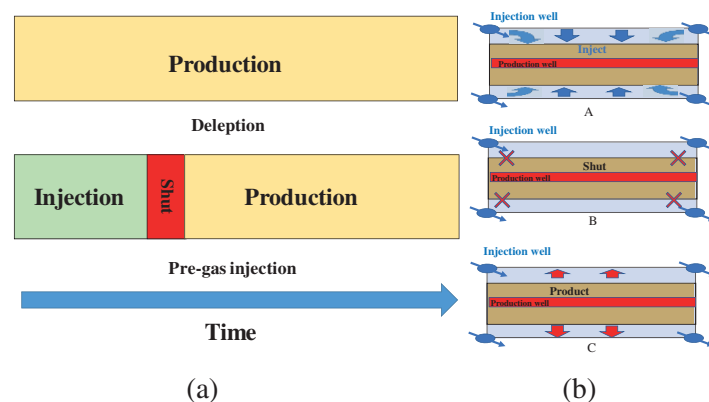 Production
Deleption
Injection
Shut
Production
Pre-gas injection
Time
(a)
Injection well
Inject
Production well
A
Injection well
Shut
Production well
B
Injection well
Product
Production well
C
(b)